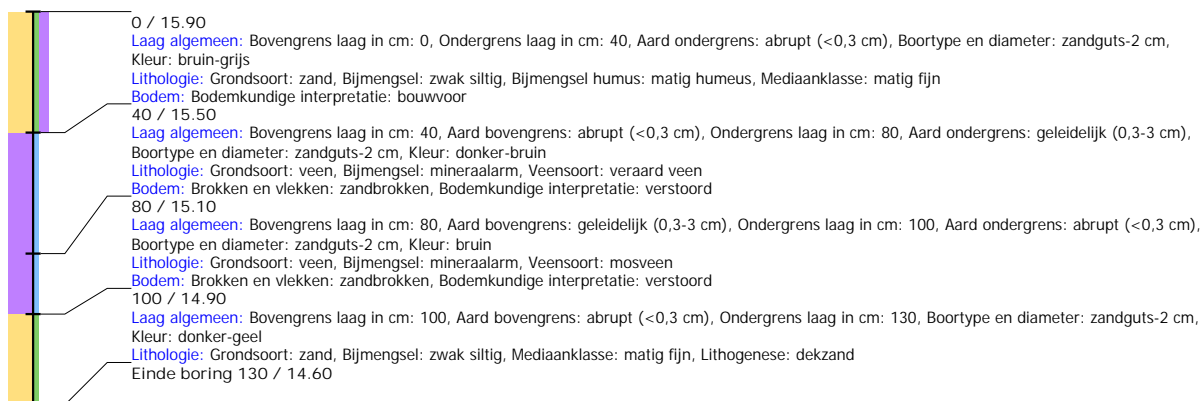 0 / 15.90
Laag algemeen: Bovengrens laag in cm: 0, Ondergrens laag in cm: 40, Aard ondergrens: abrupt (<0,3 cm), Boortype en diameter: zandguts-2 cm,
Kleur: bruin-grijs
Lithologie: Grondsoort: zand, Bijmengsel: zwak siltig, Bijmengsel humus: matig humeus, Mediaanklasse: matig fijn
Bodem: Bodemkundige interpretatie: bouwvoor
40 / 15.50
Laag algemeen: Bovengrens laag in cm: 40, Aard bovengrens: abrupt (<0,3 cm), Ondergrens laag in cm: 80, Aard ondergrens: geleidelijk (0,3-3 cm),
Boortype en diameter: zandguts-2 cm, Kleur: donker-bruin
Lithologie: Grondsoort: veen, Bijmengsel: mineraalarm, Veensoort: veraard veen
Bodem: Brokken en vlekken: zandbrokken, Bodemkundige interpretatie: verstoord
80 / 15.10
Laag algemeen: Bovengrens laag in cm: 80, Aard bovengrens: geleidelijk (0,3-3 cm), Ondergrens laag in cm: 100, Aard ondergrens: abrupt (<0,3 cm),
Boortype en diameter: zandguts-2 cm, Kleur: bruin
Lithologie: Grondsoort: veen, Bijmengsel: mineraalarm, Veensoort: mosveen
Bodem: Brokken en vlekken: zandbrokken, Bodemkundige interpretatie: verstoord
100 / 14.90
Laag algemeen: Bovengrens laag in cm: 100, Aard bovengrens: abrupt (<0,3 cm), Ondergrens laag in cm: 130, Boortype en diameter: zandguts-2 cm,
Kleur: donker-geel
Lithologie: Grondsoort: zand, Bijmengsel: zwak siltig, Mediaanklasse: matig fijn, Lithogenese: dekzand
Einde boring 130 / 14.60